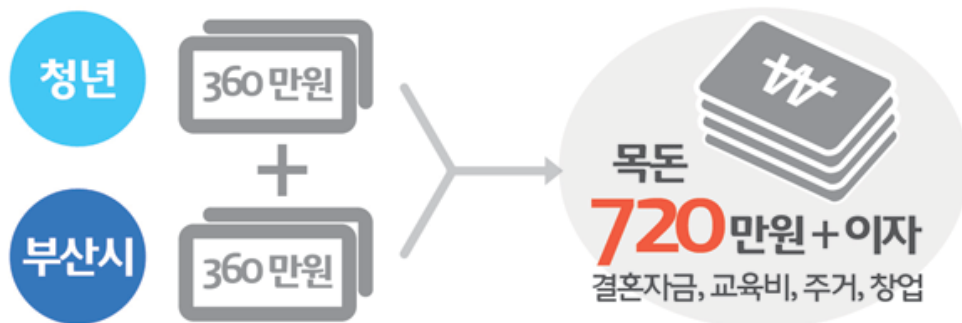 청년
360 만원
+
부산시
360 만원
목돈
720 만원 + 이자
결혼자금, 교육비, 주거, 창업